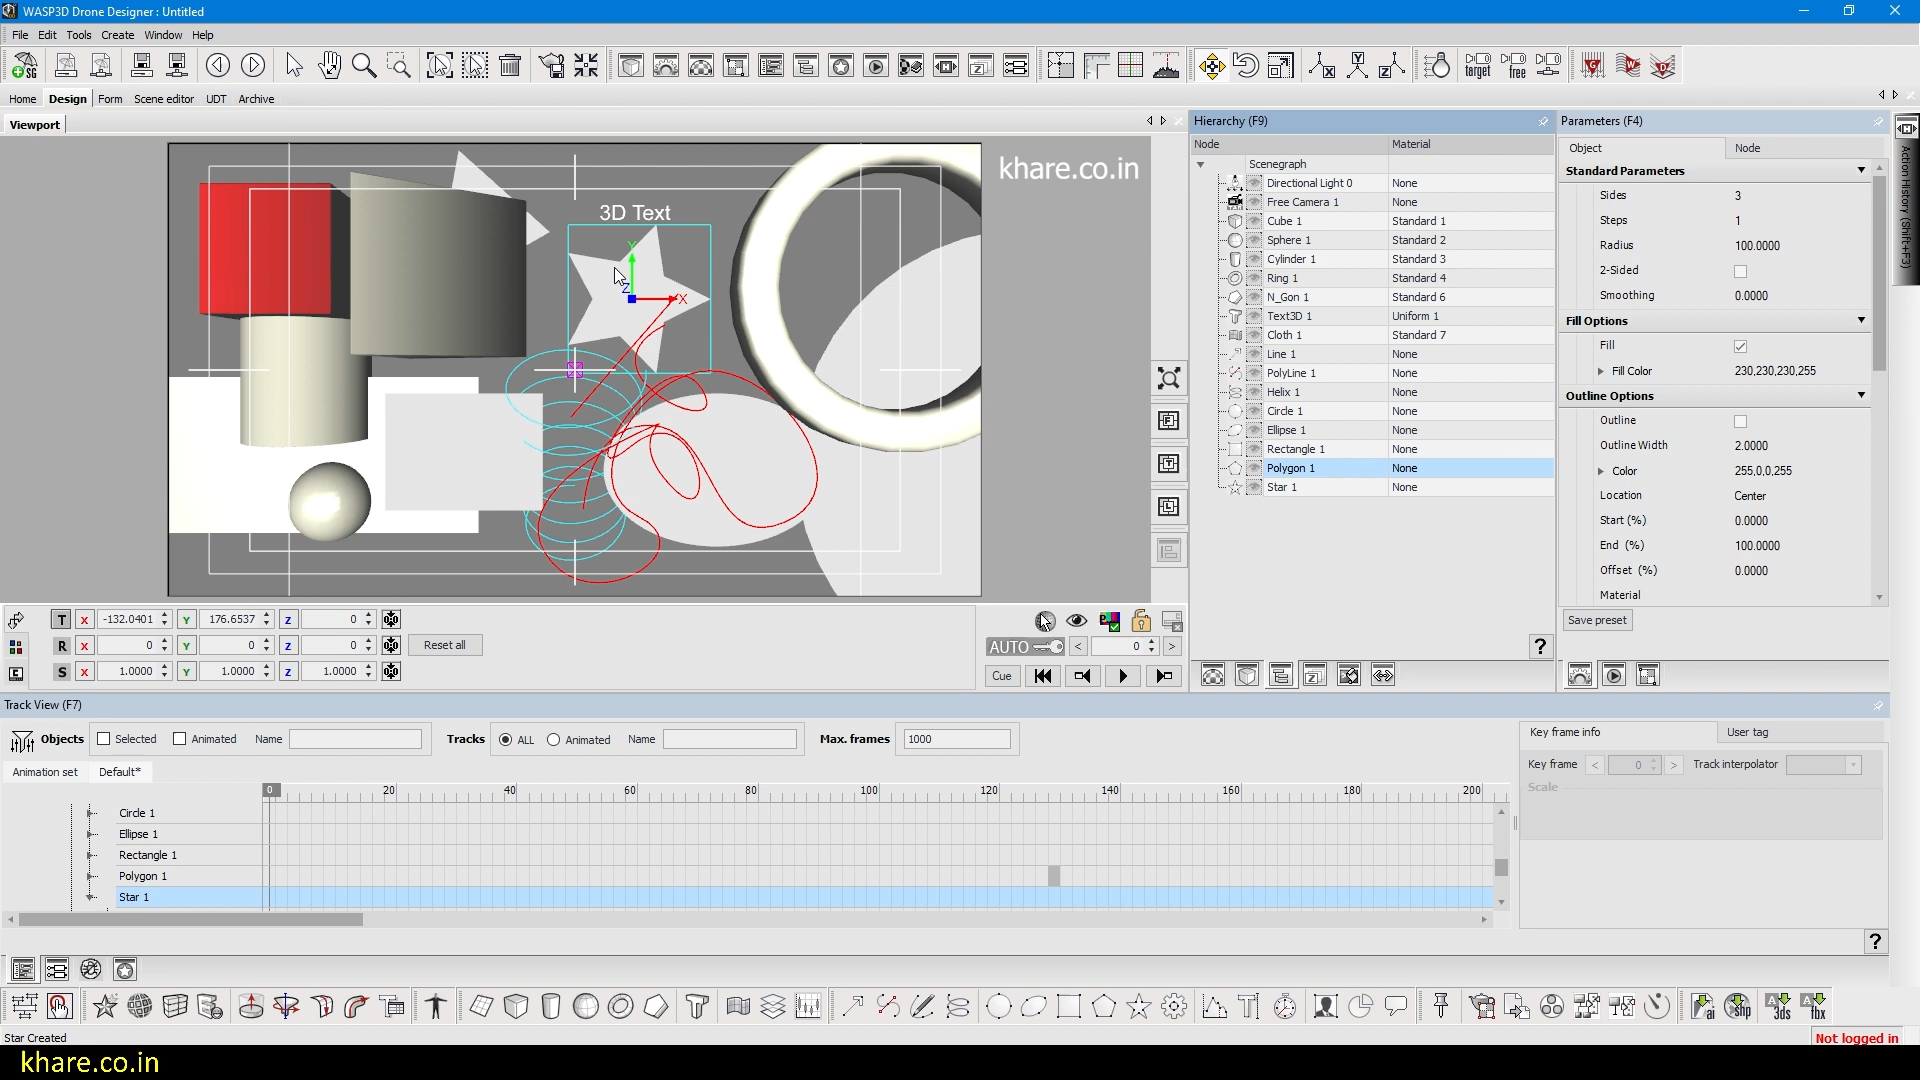 WASP3D Drone Designer : Untitled
File Edit Tools Create Window Help
SG target free
Home Design Form Scene editor UDT Archive
Viewport
khare.co.in
3D Text
Y
Z X
T X -132.0401 Y 176.6537 Z 0
R X 0 Y 0 Z 0 Reset all
S X 1.0000 Y 1.0000 Z 1.0000
AUTO < 0 >
Cue
Hierarchy (F9)
Node Material
Scenegraph
Directional Light 0 None
Free Camera 1 None
Cube 1 Standard 1
Sphere 1 Standard 2
Cylinder 1 Standard 3
Ring 1 Standard 4
N_Gon 1 Standard 6
Text3D 1 Uniform 1
Cloth 1 Standard 7
Line 1 None
PolyLine 1 None
Helix 1 None
Circle 1 None
Ellipse 1 None
Rectangle 1 None
Polygon 1 None
Star 1 None
?
Parameters (F4)
Object Node
Standard Parameters
Sides 3
Steps 1
Radius 100.0000
2-Sided
Smoothing 0.0000
Fill Options
Fill
Fill Color 230,230,230,255
Outline Options
Outline
Outline Width 2.0000
Color 255,0,0,255
Location Center
Start (%) 0.0000
End (%) 100.0000
Offset (%) 0.0000
Material
Save preset
Action History (Shift+F3)
Track View (F7)
Objects Selected Animated Name Tracks ALL Animated Name Max. frames 1000
Animation set Default*
0 20 40 60 80 100 120 140 160 180 200
Circle 1
Ellipse 1
Rectangle 1
Polygon 1
Star 1
Key frame info User tag
Key frame < 0 > Track interpolator
Scale
?
ai shp 3ds fbx
Star Created
Not logged in
khare.co.in